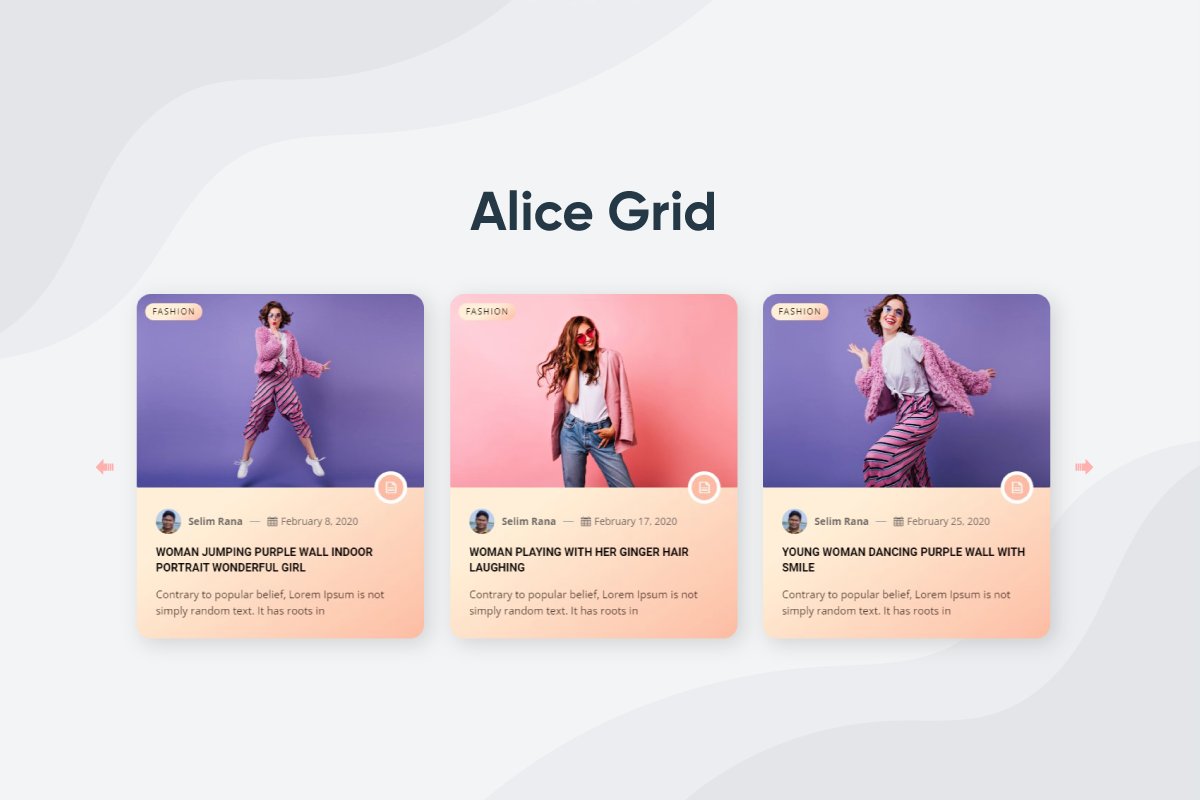 Alice Grid
FASHION
Selim Rana — February 8, 2020
WOMAN JUMPING PURPLE WALL INDOOR
PORTRAIT WONDERFUL GIRL
Contrary to popular belief, Lorem Ipsum is not
simply random text. It has roots in
FASHION
Selim Rana — February 17, 2020
WOMAN PLAYING WITH HER GINGER HAIR
LAUGHING
Contrary to popular belief, Lorem Ipsum is not
simply random text. It has roots in
FASHION
Selim Rana — February 25, 2020
YOUNG WOMAN DANCING PURPLE WALL WITH
SMILE
Contrary to popular belief, Lorem Ipsum is not
simply random text. It has roots in